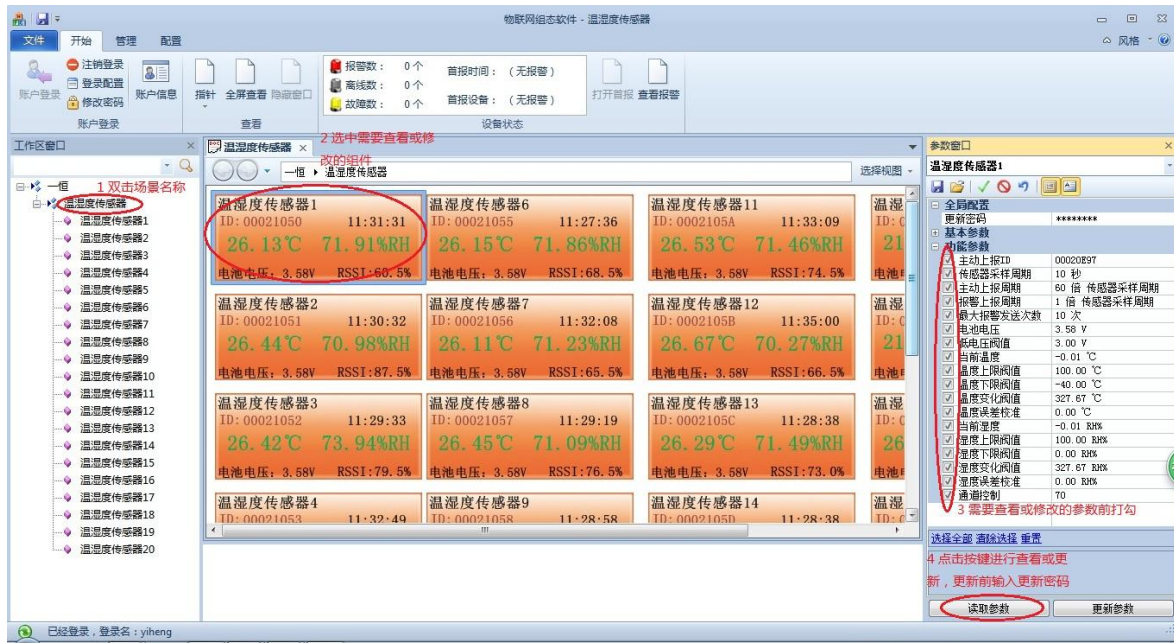 物联网组态软件 - 温湿度传感器
文件 开始 管理 配置 风格
账户登录 注销登录 登录配置 修改密码 账户信息
指针 全屏查看 隐藏窗口
报警数： 0个
离线数： 0个
故障数： 0个
首报时间： （无报警）
首报设备： （无报警）
打开首报 查看报警
账户登录 查看 设备状态
工作区窗口
一恒
1 双击场景名称
温湿度传感器
温湿度传感器1
温湿度传感器2
温湿度传感器3
温湿度传感器4
温湿度传感器5
温湿度传感器6
温湿度传感器7
温湿度传感器8
温湿度传感器9
温湿度传感器10
温湿度传感器11
温湿度传感器12
温湿度传感器13
温湿度传感器14
温湿度传感器15
温湿度传感器16
温湿度传感器17
温湿度传感器18
温湿度传感器19
温湿度传感器20
温湿度传感器
2 选中需要查看或修
改的组件
一恒 温湿度传感器 选择视图
温湿度传感器1
ID:00021050 11:31:31
26.13℃ 71.91%RH
电池电压：3.58V RSSI:60.5%
温湿度传感器6
ID:00021055 11:27:36
26.15℃ 71.86%RH
电池电压：3.58V RSSI:68.5%
温湿度传感器11
ID:0002105A 11:33:09
26.53℃ 71.46%RH
电池电压：3.58V RSSI:74.5%
温湿
21
电池
温湿度传感器2
ID:00021051 11:30:32
26.44℃ 70.98%RH
电池电压：3.58V RSSI:87.5%
温湿度传感器7
ID:00021056 11:32:08
26.11℃ 71.23%RH
电池电压：3.58V RSSI:65.5%
温湿度传感器12
ID:0002105B 11:35:00
26.67℃ 70.27%RH
电池电压：3.58V RSSI:66.5%
温湿
21
电池
温湿度传感器3
ID:00021052 11:29:33
26.42℃ 73.94%RH
电池电压：3.58V RSSI:79.5%
温湿度传感器8
ID:00021057 11:29:19
26.45℃ 71.09%RH
电池电压：3.58V RSSI:76.5%
温湿度传感器13
ID:0002105C 11:28:38
26.29℃ 71.49%RH
电池电压：3.58V RSSI:73.0%
温湿
26
电池
温湿度传感器4
ID:00021053 11:32:49
温湿度传感器9
ID:00021058 11:28:58
温湿度传感器14
ID:0002105D 11:28:38
温湿
参数窗口
温湿度传感器1
全局配置
更新密码 ********
基本参数
功能参数
主动上报ID 00020E97
传感器采样周期 10 秒
主动上报周期 60 倍 传感器采样周期
报警上报周期 1 倍 传感器采样周期
最大报警发送次数 10 次
电池电压 3.58 V
低电压阀值 3.00 V
当前温度 -0.01 ℃
温度上限阀值 100.00 ℃
温度下限阀值 -40.00 ℃
温度变化阀值 327.67 ℃
温度误差校准 0.00 ℃
当前湿度 -0.01 RH%
湿度上限阀值 100.00 RH%
湿度下限阀值 0.00 RH%
湿度变化阀值 327.67 RH%
湿度误差校准 0.00 RH%
通道控制 70
3 需要查看或修改的参数前打勾
选择全部 清除选择 重置
4 点击按键进行查看或更
新，更新前输入更新密码
读取参数 更新参数
已经登录，登录名：yiheng